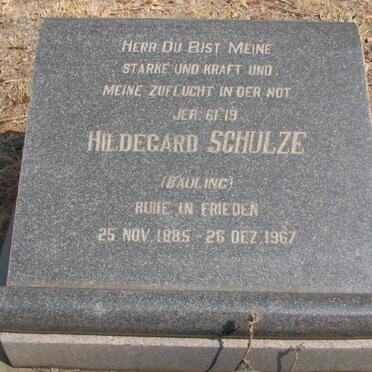 HERR DU BIST MEINE
STARKE UND KRAFT UND
MEINE ZUFLUCHT IN DER NOT
JER. 61 19
HILDEGARD SCHULZE
(BAULING)
RUHE IN FRIEDEN
25 NOV. 1885 - 26 DEZ. 1967